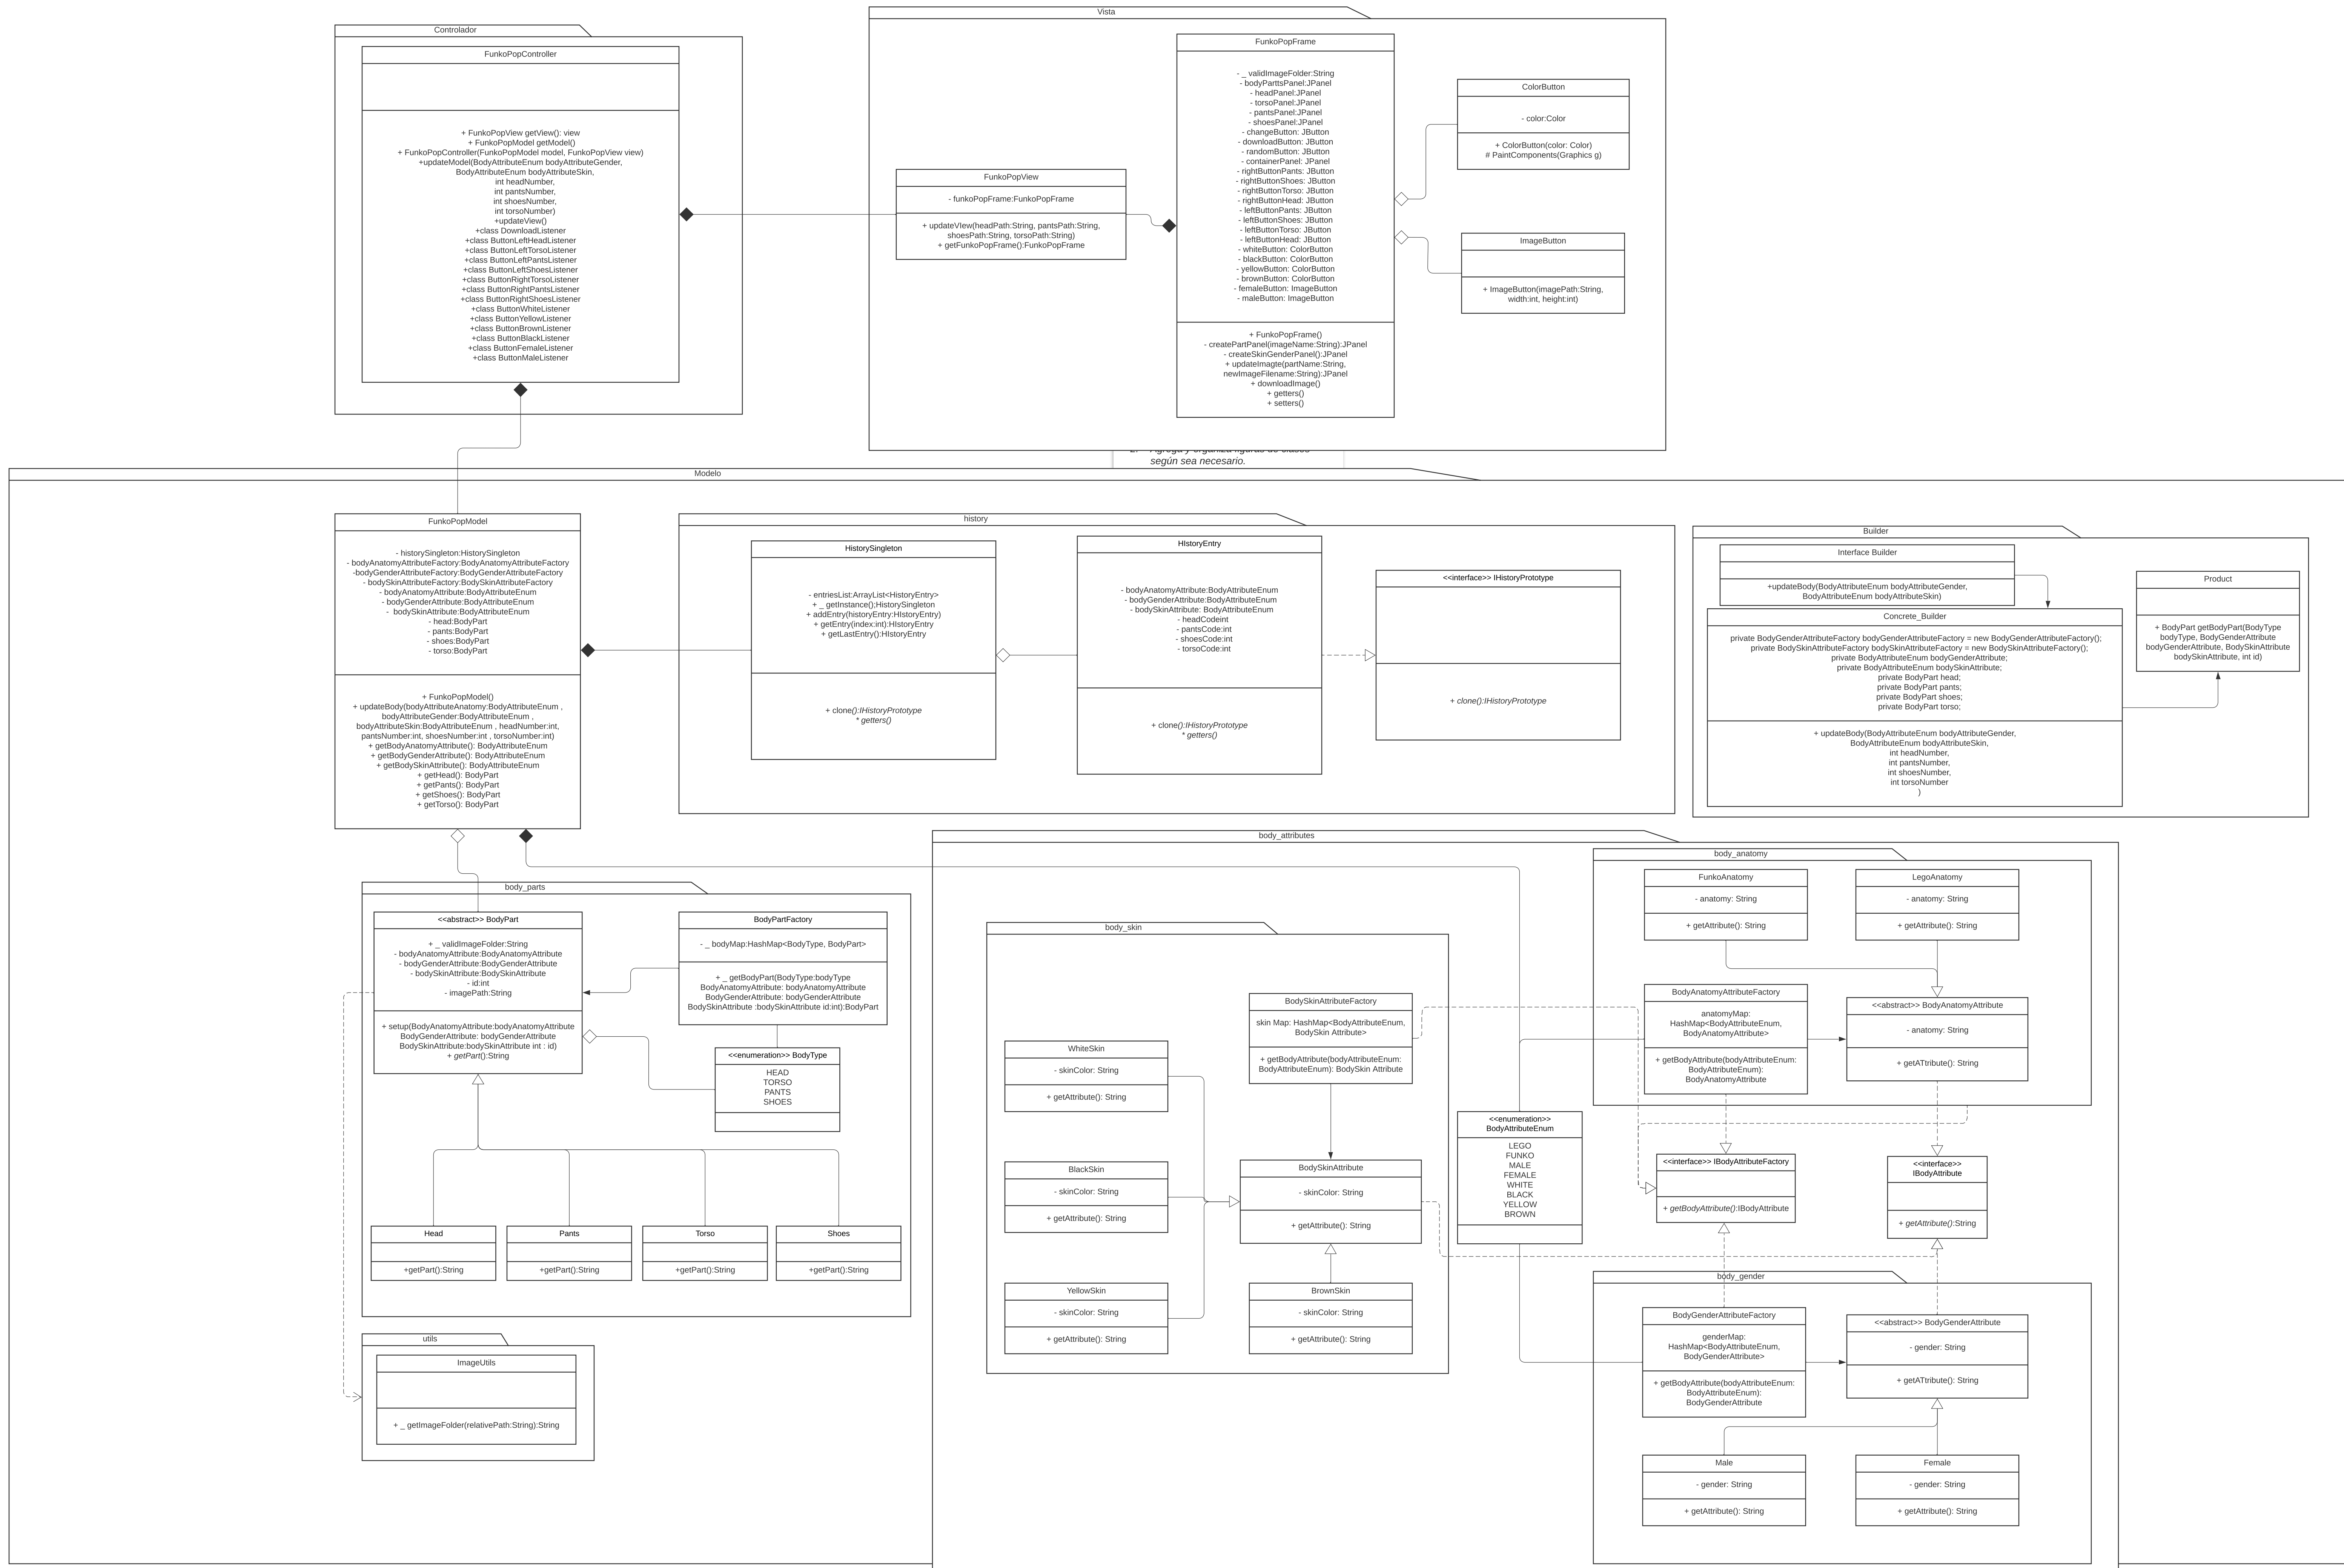 Controlador
FunkoPopController
+ FunkoPopView getView(): view
+ FunkoPopModel getModel()
+ FunkoPopController(FunkoPopModel model, FunkoPopView view)
+updateModel(BodyAttributeEnum bodyAttributeGender,
BodyAttributeEnum bodyAttributeSkin,
int headNumber,
int pantsNumber,
int shoesNumber,
int torsoNumber)
+updateView()
+class DownloadListener
+class ButtonLeftHeadListener
+class ButtonLeftTorsoListener
+class ButtonLeftPantsListener
+class ButtonLeftShoesListener
+class ButtonRightTorsoListener
+class ButtonRightPantsListener
+class ButtonRightShoesListener
+class ButtonWhiteListener
+class ButtonYellowListener
+class ButtonBrownListener
+class ButtonBlackListener
+class ButtonFemaleListener
+class ButtonMaleListener
Vista
FunkoPopView
- funkoPopFrame:FunkoPopFrame
+ updateVIew(headPath:String, pantsPath:String,
shoesPath:String, torsoPath:String)
+ getFunkoPopFrame():FunkoPopFrame
FunkoPopFrame
- _ validImageFolder:String
- bodyParttsPanel:JPanel
- headPanel:JPanel
- torsoPanel:JPanel
- pantsPanel:JPanel
- shoesPanel:JPanel
- changeButton: JButton
- downloadButton: JButton
- randomButton: JButton
- containerPanel: JPanel
- rightButtonPants: JButton
- rightButtonShoes: JButton
- rightButtonTorso: JButton
- rightButtonHead: JButton
- leftButtonPants: JButton
- leftButtonShoes: JButton
- leftButtonTorso: JButton
- leftButtonHead: JButton
- whiteButton: ColorButton
- blackButton: ColorButton
- yellowButton: ColorButton
- brownButton: ColorButton
- femaleButton: ImageButton
- maleButton: ImageButton
+ FunkoPopFrame()
- createPartPanel(imageName:String):JPanel
- createSkinGenderPanel():JPanel
+ updateImagte(partName:String,
newImageFilename:String):JPanel
+ downloadImage()
+ getters()
+ setters()
ColorButton
- color:Color
+ ColorButton(color: Color)
# PaintComponents(Graphics g)
ImageButton
+ ImageButton(imagePath:String,
width:int, height:int)
2. Agrega y organiza figuras de clases
según sea necesario.
Modelo
FunkoPopModel
- historySingleton:HistorySingleton
- bodyAnatomyAttributeFactory:BodyAnatomyAttributeFactory
-bodyGenderAttributeFactory:BodyGenderAttributeFactory
- bodySkinAttributeFactory:BodySkinAttributeFactory
- bodyAnatomyAttribute:BodyAttributeEnum
- bodyGenderAttribute:BodyAttributeEnum
- bodySkinAttribute:BodyAttributeEnum
- head:BodyPart
- pants:BodyPart
- shoes:BodyPart
- torso:BodyPart
+ FunkoPopModel()
+ updateBody(bodyAttributeAnatomy:BodyAttributeEnum ,
bodyAttributeGender:BodyAttributeEnum ,
bodyAttributeSkin:BodyAttributeEnum , headNumber:int,
pantsNumber:int, shoesNumber:int , torsoNumber:int)
+ getBodyAnatomyAttribute(): BodyAttributeEnum
+ getBodyGenderAttribute(): BodyAttributeEnum
+ getBodySkinAttribute(): BodyAttributeEnum
+ getHead(): BodyPart
+ getPants(): BodyPart
+ getShoes(): BodyPart
+ getTorso(): BodyPart
history
HistorySingleton
- entriesList:ArrayList<HistoryEntry>
+ _ getInstance();HistorySingleton
+ addEntry(historyEntry:HIstoryEntry)
+ getEntry(index:int):HIstoryEntry
+ getLastEntry():HIstoryEntry
+ clone():IHistoryPrototype
* getters()
HIstoryEntry
- bodyAnatomyAttribute:BodyAttributeEnum
- bodyGenderAttribute:BodyAttributeEnum
- bodySkinAttribute: BodyAttributeEnum
- headCodeint
- pantsCode:int
- shoesCode:int
- torsoCode:int
+ clone():IHistoryPrototype
* getters()
<<interface>> IHistoryPrototype
+ clone():IHistoryPrototype
Builder
Interface Builder
+updateBody(BodyAttributeEnum bodyAttributeGender,
BodyAttributeEnum bodyAttributeSkin)
Concrete_Builder
private BodyGenderAttributeFactory bodyGenderAttributeFactory = new BodyGenderAttributeFactory();
private BodySkinAttributeFactory bodySkinAttributeFactory = new BodySkinAttributeFactory();
private BodyAttributeEnum bodyGenderAttribute;
private BodyAttributeEnum bodySkinAttribute;
private BodyPart head;
private BodyPart pants;
private BodyPart shoes;
private BodyPart torso;
+ updateBody(BodyAttributeEnum bodyAttributeGender,
BodyAttributeEnum bodyAttributeSkin,
int headNumber,
int pantsNumber,
int shoesNumber,
int torsoNumber
)
Product
+ BodyPart getBodyPart(BodyType
bodyType, BodyGenderAttribute
bodyGenderAttribute, BodySkinAttribute
bodySkinAttribute, int id)
body_parts
<<abstract>> BodyPart
+ _ validImageFolder:String
- bodyAnatomyAttribute:BodyAnatomyAttribute
- bodyGenderAttribute:BodyGenderAttribute
- bodySkinAttribute:BodySkinAttribute
- id:int
- imagePath:String
+ setup(BodyAnatomyAttribute:bodyAnatomyAttribute
BodyGenderAttribute: bodyGenderAttribute
BodySkinAttribute:bodySkinAttribute int : id)
+ getPart():String
BodyPartFactory
- _ bodyMap:HashMap<BodyType, BodyPart>
+ _ getBodyPart(BodyType:bodyType
BodyAnatomyAttribute: bodyAnatomyAttribute
BodyGenderAttribute: bodyGenderAttribute
BodySkinAttribute :bodySkinAttribute id:int):BodyPart
<<enumeration>> BodyType
HEAD
TORSO
PANTS
SHOES
Head
+getPart():String
Pants
+getPart():String
Torso
+getPart():String
Shoes
+getPart():String
utils
ImageUtils
+ _ getImageFolder(relativePath:String):String
body_attributes
body_skin
WhiteSkin
- skinColor: String
+ getAttribute(): String
BlackSkin
- skinColor: String
+ getAttribute(): String
YellowSkin
- skinColor: String
+ getAttribute(): String
BodySkinAttributeFactory
skin Map: HashMap<BodyAttributeEnum,
BodySkin Attribute>
+ getBodyAttribute(bodyAttributeEnum:
BodyAttributeEnum): BodySkin Attribute
BodySkinAttribute
- skinColor: String
+ getAttribute(): String
BrownSkin
- skinColor: String
+ getAttribute(): String
<<enumeration>>
BodyAttributeEnum
LEGO
FUNKO
MALE
FEMALE
WHITE
BLACK
YELLOW
BROWN
body_anatomy
FunkoAnatomy
- anatomy: String
+ getAttribute(): String
LegoAnatomy
- anatomy: String
+ getAttribute(): String
BodyAnatomyAttributeFactory
anatomyMap:
HashMap<BodyAttributeEnum,
BodyAnatomyAttribute>
+ getBodyAttribute(bodyAttributeEnum:
BodyAttributeEnum):
BodyAnatomyAttribute
<<abstract>> BodyAnatomyAttribute
- anatomy: String
+ getATtribute(): String
<<interface>> IBodyAttributeFactory
+ getBodyAttribute():IBodyAttribute
<<interface>>
IBodyAttribute
+ getAttribute():String
body_gender
BodyGenderAttributeFactory
genderMap:
HashMap<BodyAttributeEnum,
BodyGenderAttribute>
+ getBodyAttribute(bodyAttributeEnum:
BodyAttributeEnum):
BodyGenderAttribute
<<abstract>> BodyGenderAttribute
- gender: String
+ getATtribute(): String
Male
- gender: String
+ getAttribute(): String
Female
- gender: String
+ getAttribute(): String